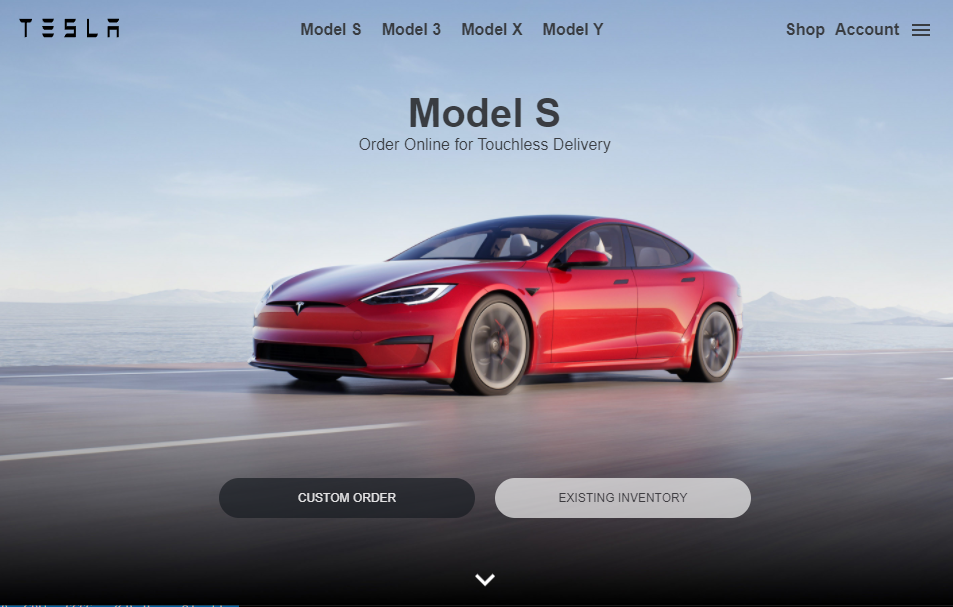 TESLA
Model S Model 3 Model X Model Y
Shop Account
Model S
Order Online for Touchless Delivery
CUSTOM ORDER
EXISTING INVENTORY